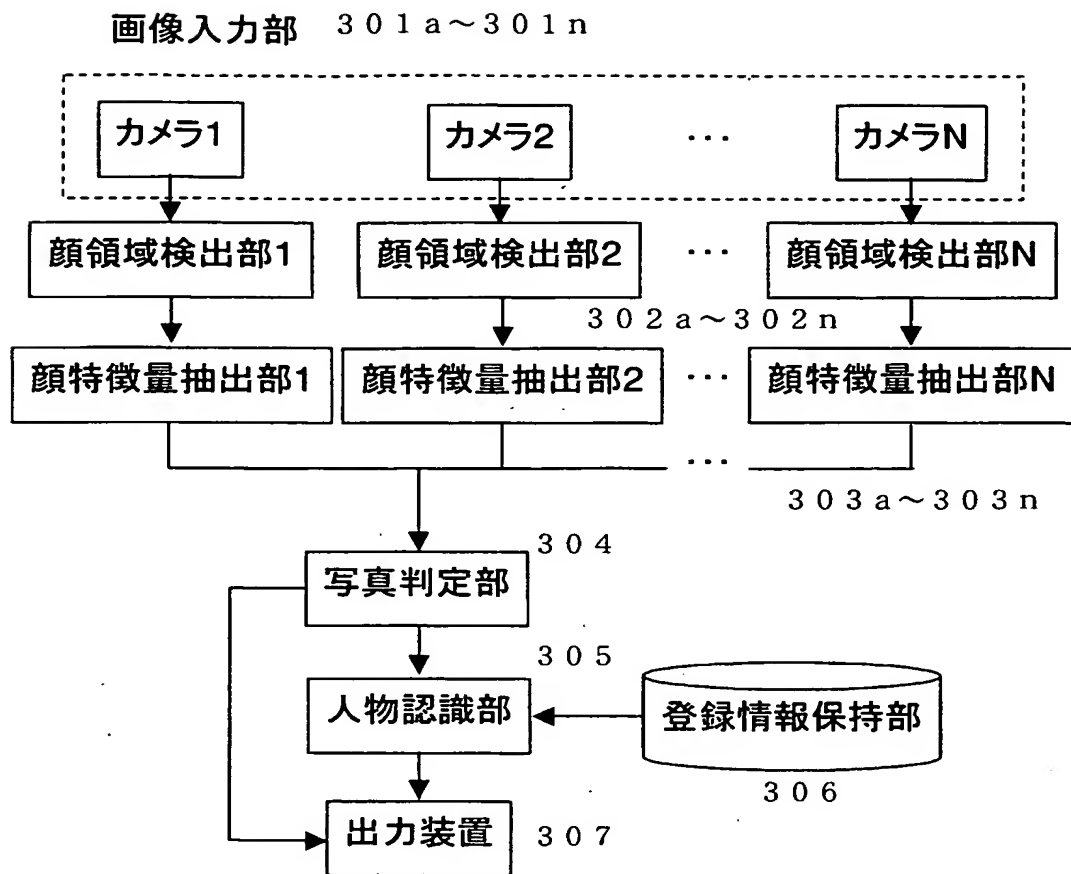 画像入力部 ３０１ａ～３０１ｎ
カメラ1 カメラ2 ・・・ カメラN
顔領域検出部1 顔領域検出部2 ・・・ 顔領域検出部N
３０２ａ～３０２ｎ
顔特徴量抽出部1 顔特徴量抽出部2 ・・・ 顔特徴量抽出部N
・・・
３０３ａ～３０３ｎ
３０４
写真判定部
３０５
人物認識部 登録情報保持部
３０６
出力装置 ３０７